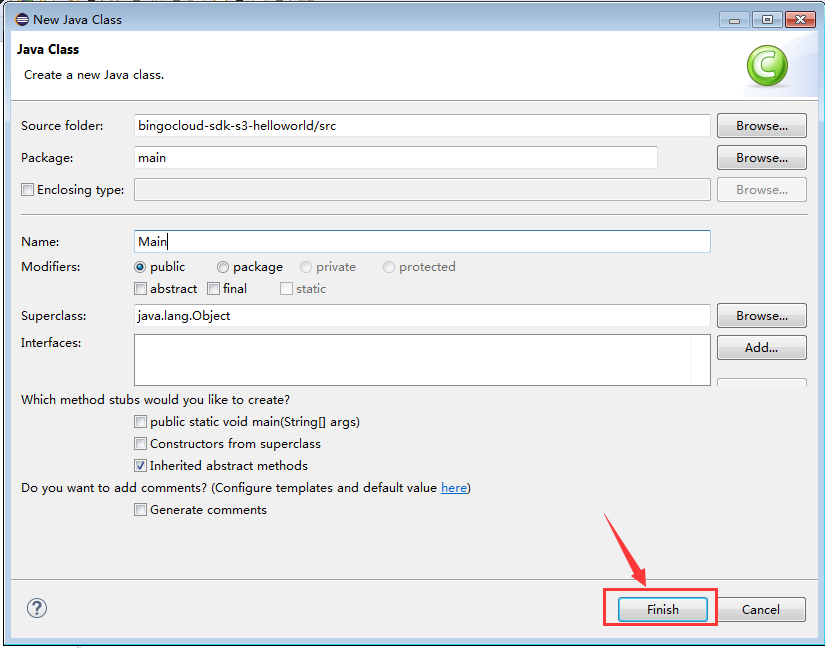 New Java Class
Java Class
Create a new Java class.
Source folder: bingocloud-sdk-s3-helloworld/src Browse...
Package: main Browse...
Enclosing type: Browse...
Name: Main
Modifiers: public package private protected
abstract final static
Superclass: java.lang.Object Browse...
Interfaces: Add...
Which method stubs would you like to create?
public static void main(String[] args)
Constructors from superclass
Inherited abstract methods
Do you want to add comments? (Configure templates and default value here)
Generate comments
? Finish Cancel